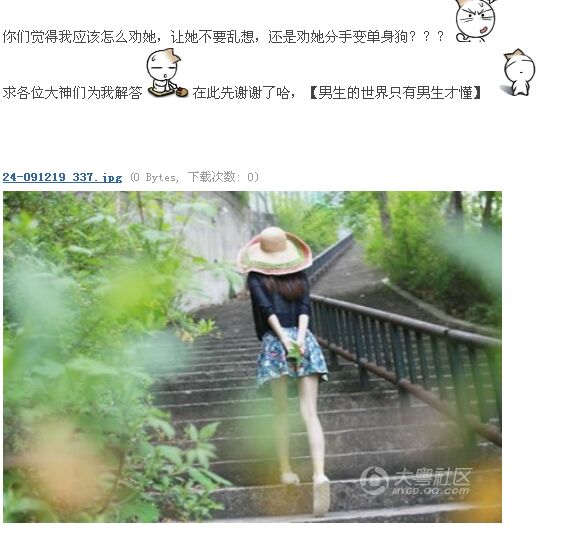 你们觉得我应该怎么劝她，让她不要乱想，还是劝她分手变单身狗？？？
求各位大神们为我解答 在此先谢谢了哈，【男生的世界只有男生才懂】
24-091219_337.jpg (0 Bytes, 下载次数: 0)
大粤社区
MYGD.QQ.COM